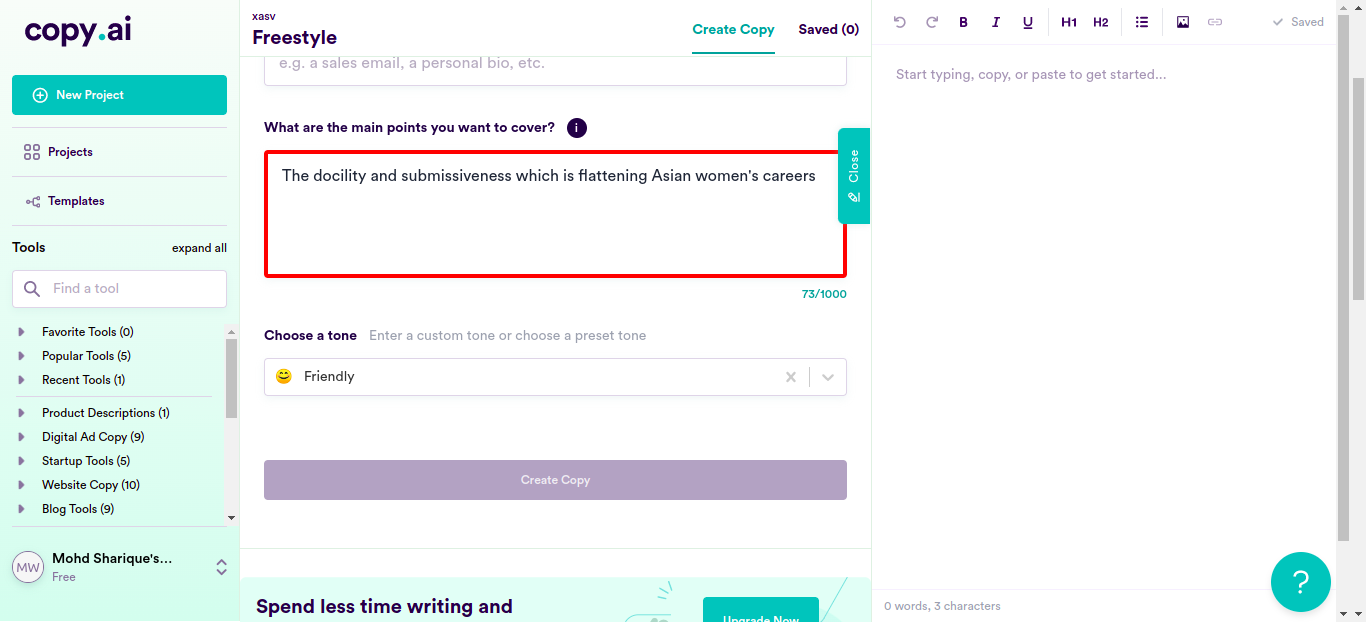 copy.ai
New Project
Projects
Templates
Tools
expand all
Find a tool
Favorite Tools (0)
Popular Tools (5)
Recent Tools (1)
Product Descriptions (1)
Digital Ad Copy (9)
Startup Tools (5)
Website Copy (10)
Blog Tools (9)
MW
Mohd Sharique's...
Free
xasv
Freestyle
Create Copy
Saved (0)
e.g. a sales email, a personal bio, etc.
What are the main points you want to cover?
i
The docility and submissiveness which is flattening Asian women's careers
Close
73/1000
Choose a tone
Enter a custom tone or choose a preset tone
Friendly
Create Copy
Spend less time writing and
Upgrade Now
B I U H1 H2
Saved
Start typing, copy, or paste to get started...
0 words, 3 characters
?